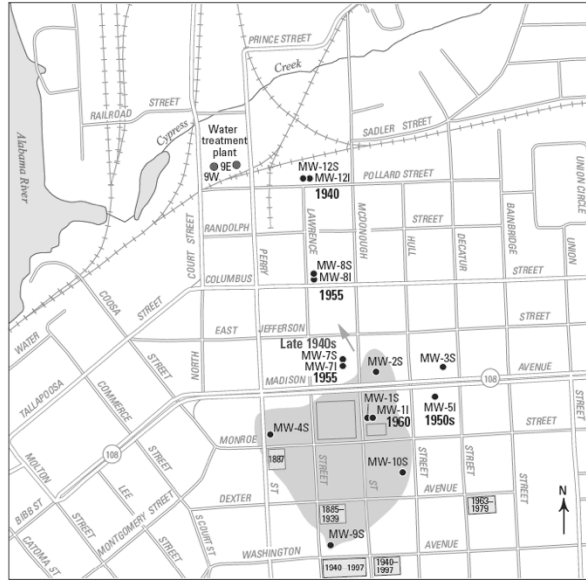 PRINCE STREET
Creek
RAILROAD STREET
Cypress
SADLER STREET
Alabama River
Water
treatment
plant
9E
9W
MW-12S
MW-12I
1940
POLLARD STREET
UNION CIRCLE
COURT STREET
RANDOLPH STREET
PERRY
LAWRENCE
MCDONOUGH
HULL
DECATUR
BAINBRIDGE
UNION
MW-8S
MW-8I
COLUMBUS STREET
1955
COOSA STREET
WATER STREET
EAST JEFFERSON
NORTH
Late 1940s
MW-7S
MW-7I
1955
MW-2S
MW-3S
TALLAPOOSA
COMMERCE STREET
MADISON AVENUE
108
MW-1S
MW-1I
1960
MW-5I
1950s
MW-4S
MONROE STREET
MOLTON
108
1887
MW-10S
LEE
STREET
ST
STREET
ST
STREET
STREET
BIBB ST
MONTGOMERY STREET
DEXTER AVENUE
1885–
1939
1963–
1979
N
S COURT ST
CATOMA ST
STREET
MW-9S
WASHINGTON AVENUE
1940 1997
1940–
1997